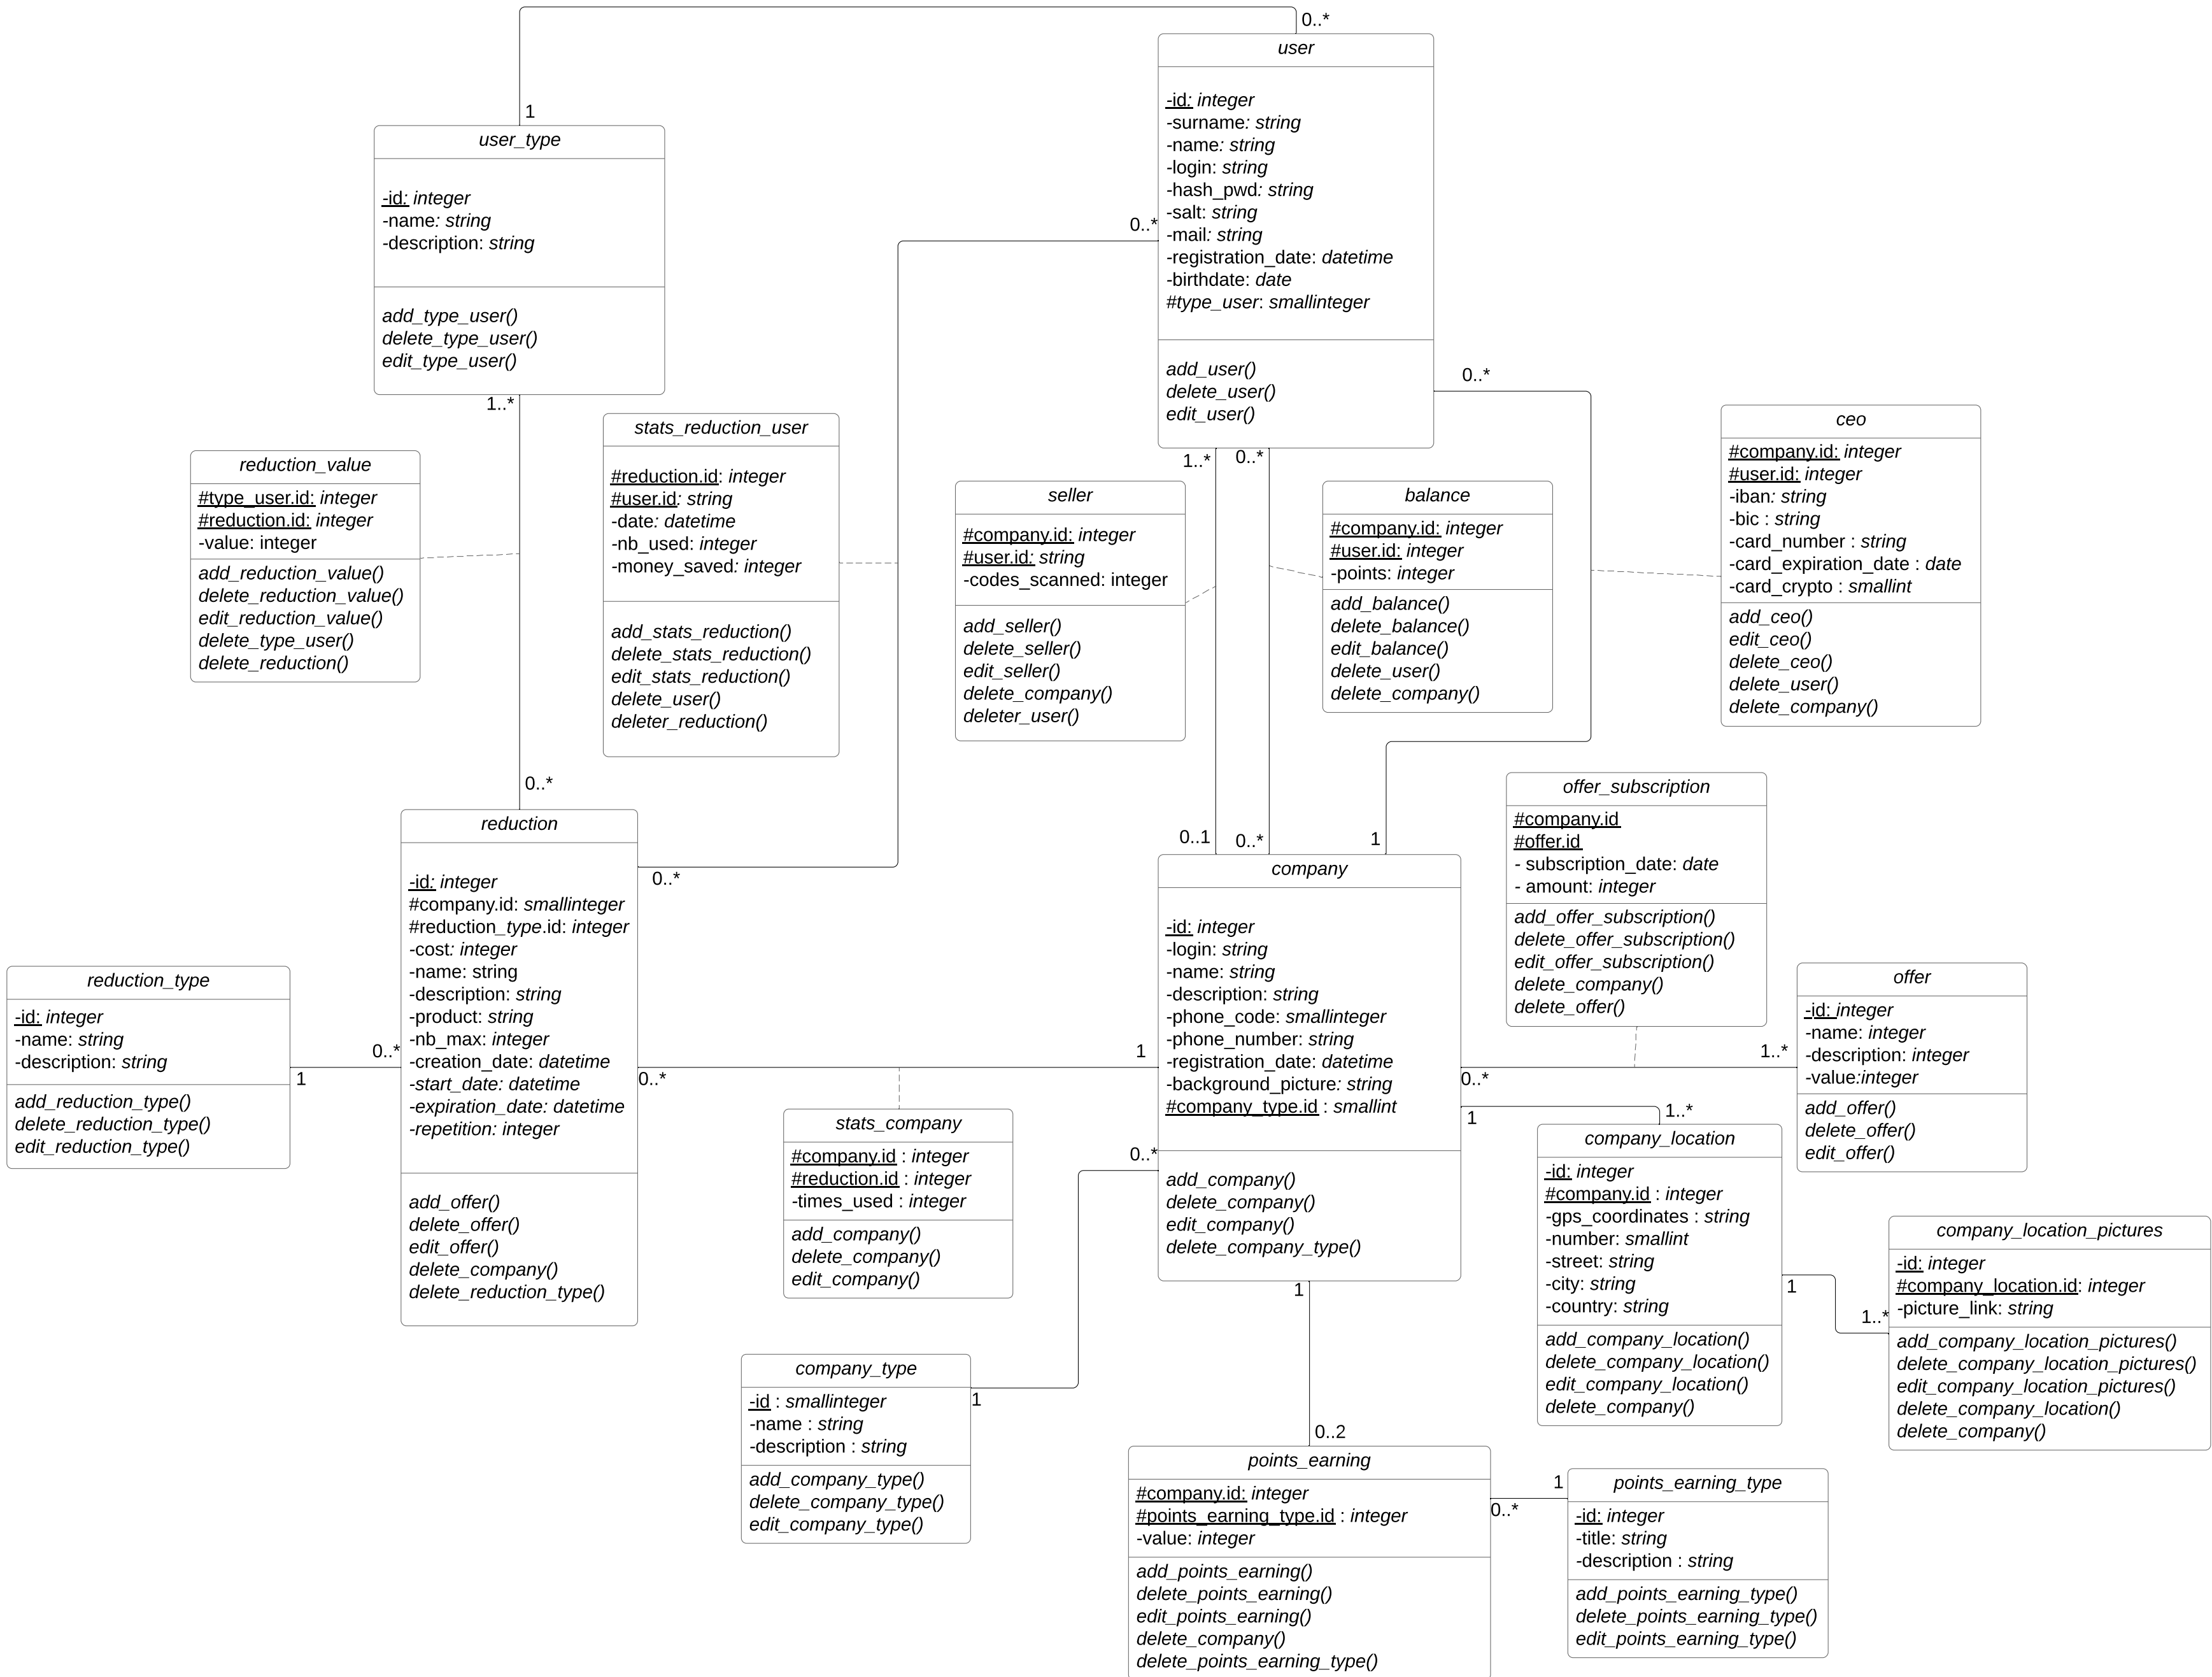 0..*
user
-id: integer
-surname: string
-name: string
-login: string
-hash_pwd: string
-salt: string
-mail: string
-registration_date: datetime
-birthdate: date
#type_user: smallinteger
add_user()
delete_user()
edit_user()
1
user_type
-id: integer
-name: string
-description: string
add_type_user()
delete_type_user()
edit_type_user()
0..*
0..*
1..*
1..*
0..*
reduction_value
#type_user.id: integer
#reduction.id: integer
-value: integer
add_reduction_value()
delete_reduction_value()
edit_reduction_value()
delete_type_user()
delete_reduction()
stats_reduction_user
#reduction.id: integer
#user.id: string
-date: datetime
-nb_used: integer
-money_saved: integer
add_stats_reduction()
delete_stats_reduction()
edit_stats_reduction()
delete_user()
deleter_reduction()
seller
#company.id: integer
#user.id: string
-codes_scanned: integer
add_seller()
delete_seller()
edit_seller()
delete_company()
deleter_user()
balance
#company.id: integer
#user.id: integer
-points: integer
add_balance()
delete_balance()
edit_balance()
delete_user()
delete_company()
ceo
#company.id: integer
#user.id: integer
-iban: string
-bic : string
-card_number : string
-card_expiration_date : date
-card_crypto : smallint
add_ceo()
edit_ceo()
delete_ceo()
delete_user()
delete_company()
0..*
0..1
0..*
1
reduction
-id: integer
#company.id: smallinteger
#reduction_type.id: integer
-cost: integer
-name: string
-description: string
-product: string
-nb_max: integer
-creation_date: datetime
-start_date: datetime
-expiration_date: datetime
-repetition: integer
add_offer()
delete_offer()
edit_offer()
delete_company()
delete_reduction_type()
0..*
company
-id: integer
-login: string
-name: string
-description: string
-phone_code: smallinteger
-phone_number: string
-registration_date: datetime
-background_picture: string
#company_type.id : smallint
add_company()
delete_company()
edit_company()
delete_company_type()
offer_subscription
#company.id
#offer.id
- subscription_date: date
- amount: integer
add_offer_subscription()
delete_offer_subscription()
edit_offer_subscription()
delete_company()
delete_offer()
offer
-id: integer
-name: integer
-description: integer
-value:integer
add_offer()
delete_offer()
edit_offer()
reduction_type
-id: integer
-name: string
-description: string
add_reduction_type()
delete_reduction_type()
edit_reduction_type()
0..*
1
0..*
1
0..*
1..*
1
1..*
stats_company
#company.id : integer
#reduction.id : integer
-times_used : integer
add_company()
delete_company()
edit_company()
0..*
company_location
-id: integer
#company.id : integer
-gps_coordinates : string
-number: smallint
-street: string
-city: string
-country: string
add_company_location()
delete_company_location()
edit_company_location()
delete_company()
company_location_pictures
-id: integer
#company_location.id: integer
-picture_link: string
add_company_location_pictures()
delete_company_location_pictures()
edit_company_location_pictures()
delete_company_location()
delete_company()
1
1..*
1
company_type
-id : smallinteger
-name : string
-description : string
add_company_type()
delete_company_type()
edit_company_type()
1
0..2
points_earning
#company.id: integer
#points_earning_type.id : integer
-value: integer
add_points_earning()
delete_points_earning()
edit_points_earning()
delete_company()
delete_points_earning_type()
1
0..*
points_earning_type
-id: integer
-title: string
-description : string
add_points_earning_type()
delete_points_earning_type()
edit_points_earning_type()